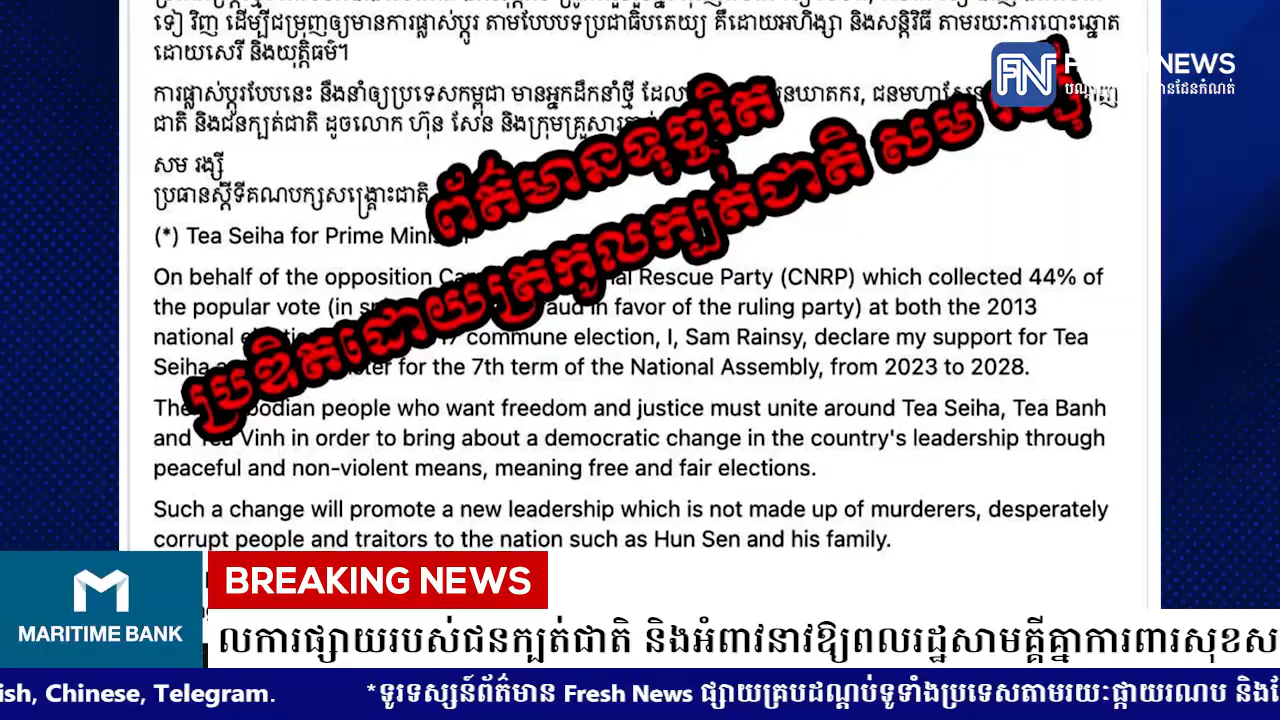 ទៀ វិញ ដើម្បីជម្រុញឲ្យមានការផ្លាស់ប្តូរ តាមបែបបទប្រជាធិបតេយ្យ គឺដោយអហិង្សា និងសន្តិវិធី តាមរយៈការបោះឆ្នោត
ដោយសេរី និងយុត្តិធម៌។
ការផ្លាស់ប្តូរបែបនេះ នឹងនាំឲ្យប្រទេសកម្ពុជា មានអ្នកដឹកនាំថ្មី ដែល នឃាតករ, ជនមហា
ជាតិ និងជនក្បត់ជាតិ ដូចលោក ហ៊ុន សែន និងក្រុមគ្រួសារ
សម រង្ស៊ី
ប្រធានស្តីទីគណបក្សសង្គ្រោះជាតិ
NEWS
ព័ត៌មានទុច្ចរិត
ប្រឌិតដោយត្រកូលក្បត់ជាតិ សម រង្ស៊ី
(*) Tea Seiha for Prime
On behalf of the opposition Rescue Party (CNRP) which collected 44% of
the popular vote (in in favor of the ruling party) at both the 2013
national commune election, I, Sam Rainsy, declare my support for Tea
Seiha for the 7th term of the National Assembly, from 2023 to 2028.
people who want freedom and justice must unite around Tea Seiha, Tea Banh
and Vinh in order to bring about a democratic change in the country's leadership through
peaceful and non-violent means, meaning free and fair elections.
Such a change will promote a new leadership which is not made up of murderers, desperately
corrupt people and traitors to the nation such as Hun Sen and his family.
MARITIME BANK
BREAKING NEWS
លការផ្សាយរបស់ជនក្បត់ជាតិ និងអំពាវនាវឱ្យពលរដ្ឋសាមគ្គីគ្នាការពារសុខស
ish, Chinese, Telegram. *ទូរទស្សន៍ព័ត៌មាន Fresh News ផ្សាយគ្របដណ្តប់ទូទាំងប្រទេសតាមរយៈផ្កាយរណប និងខ្សែ